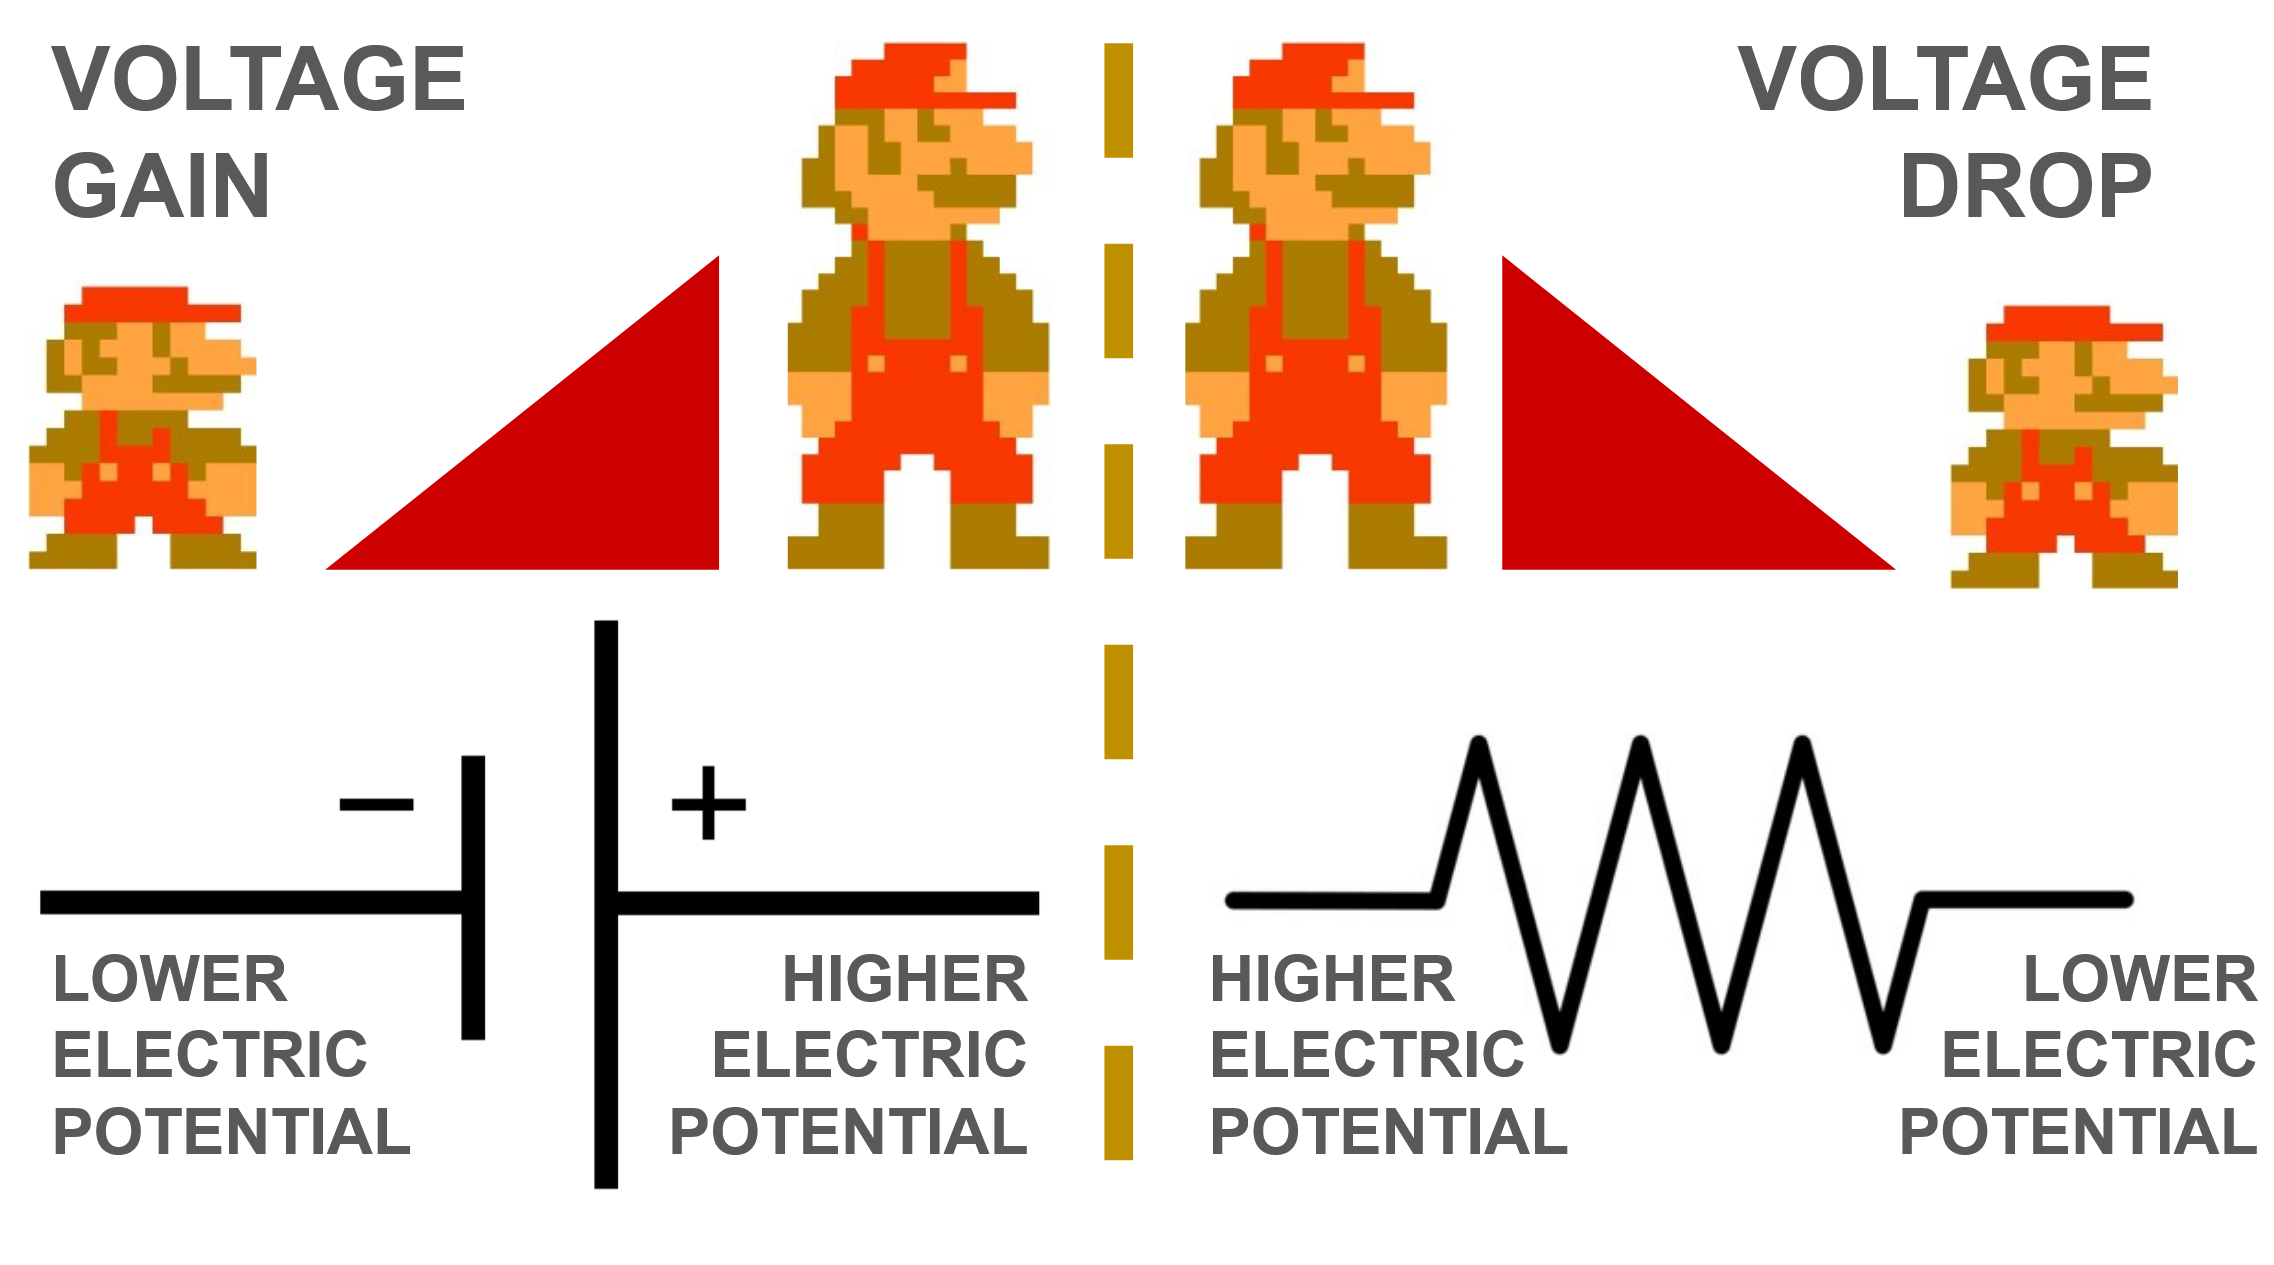 VOLTAGE
GAIN
VOLTAGE
DROP
−
+
LOWER
ELECTRIC
POTENTIAL
HIGHER
ELECTRIC
POTENTIAL
HIGHER
ELECTRIC
POTENTIAL
LOWER
ELECTRIC
POTENTIAL